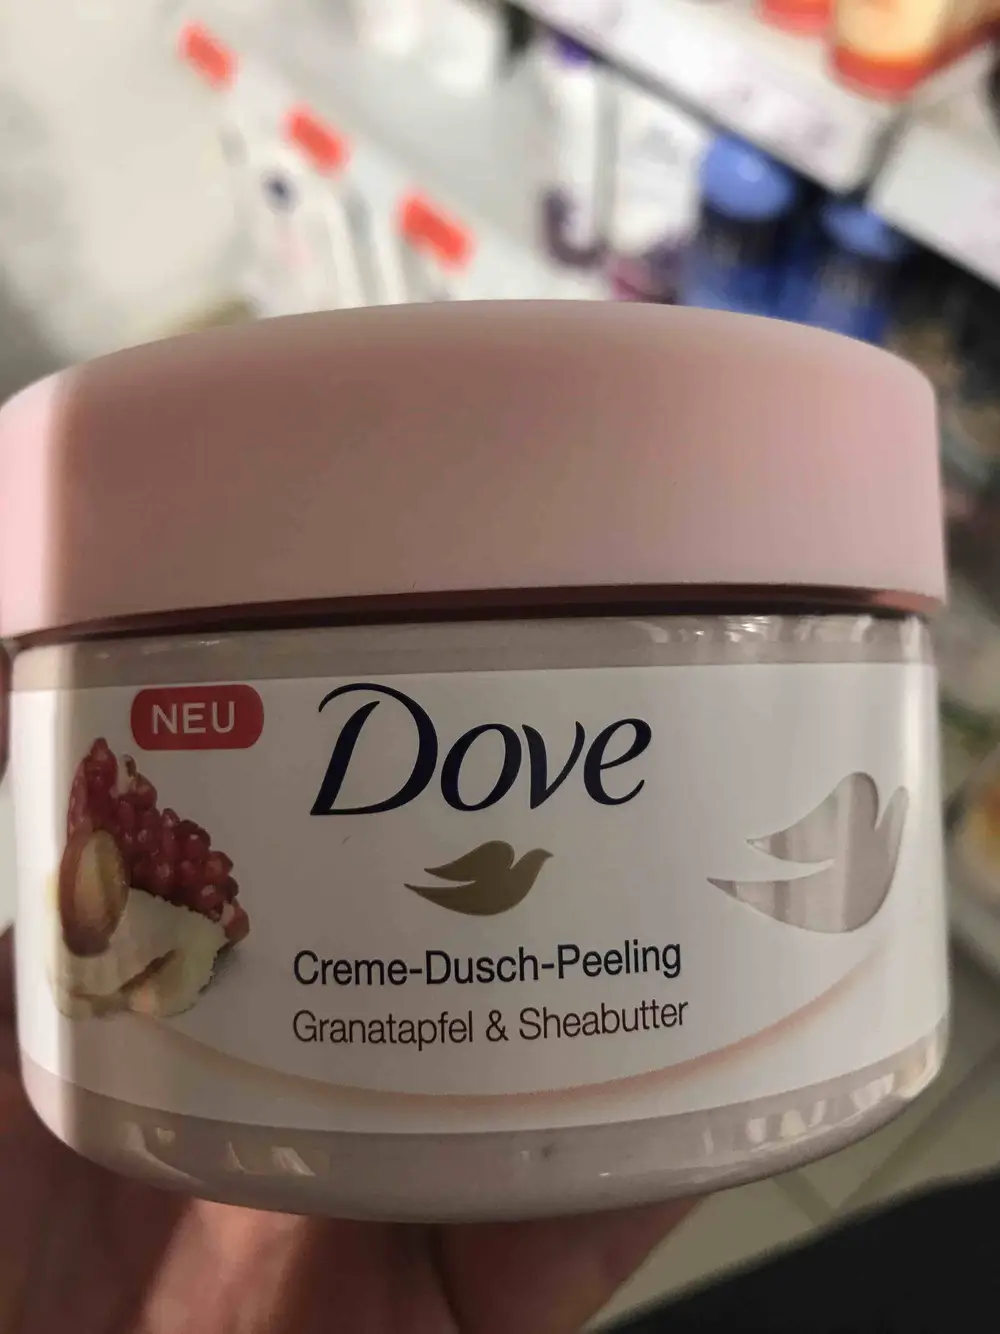 NEU
Dove
Creme-Dusch-Peeling
Granatapfel & Sheabutter